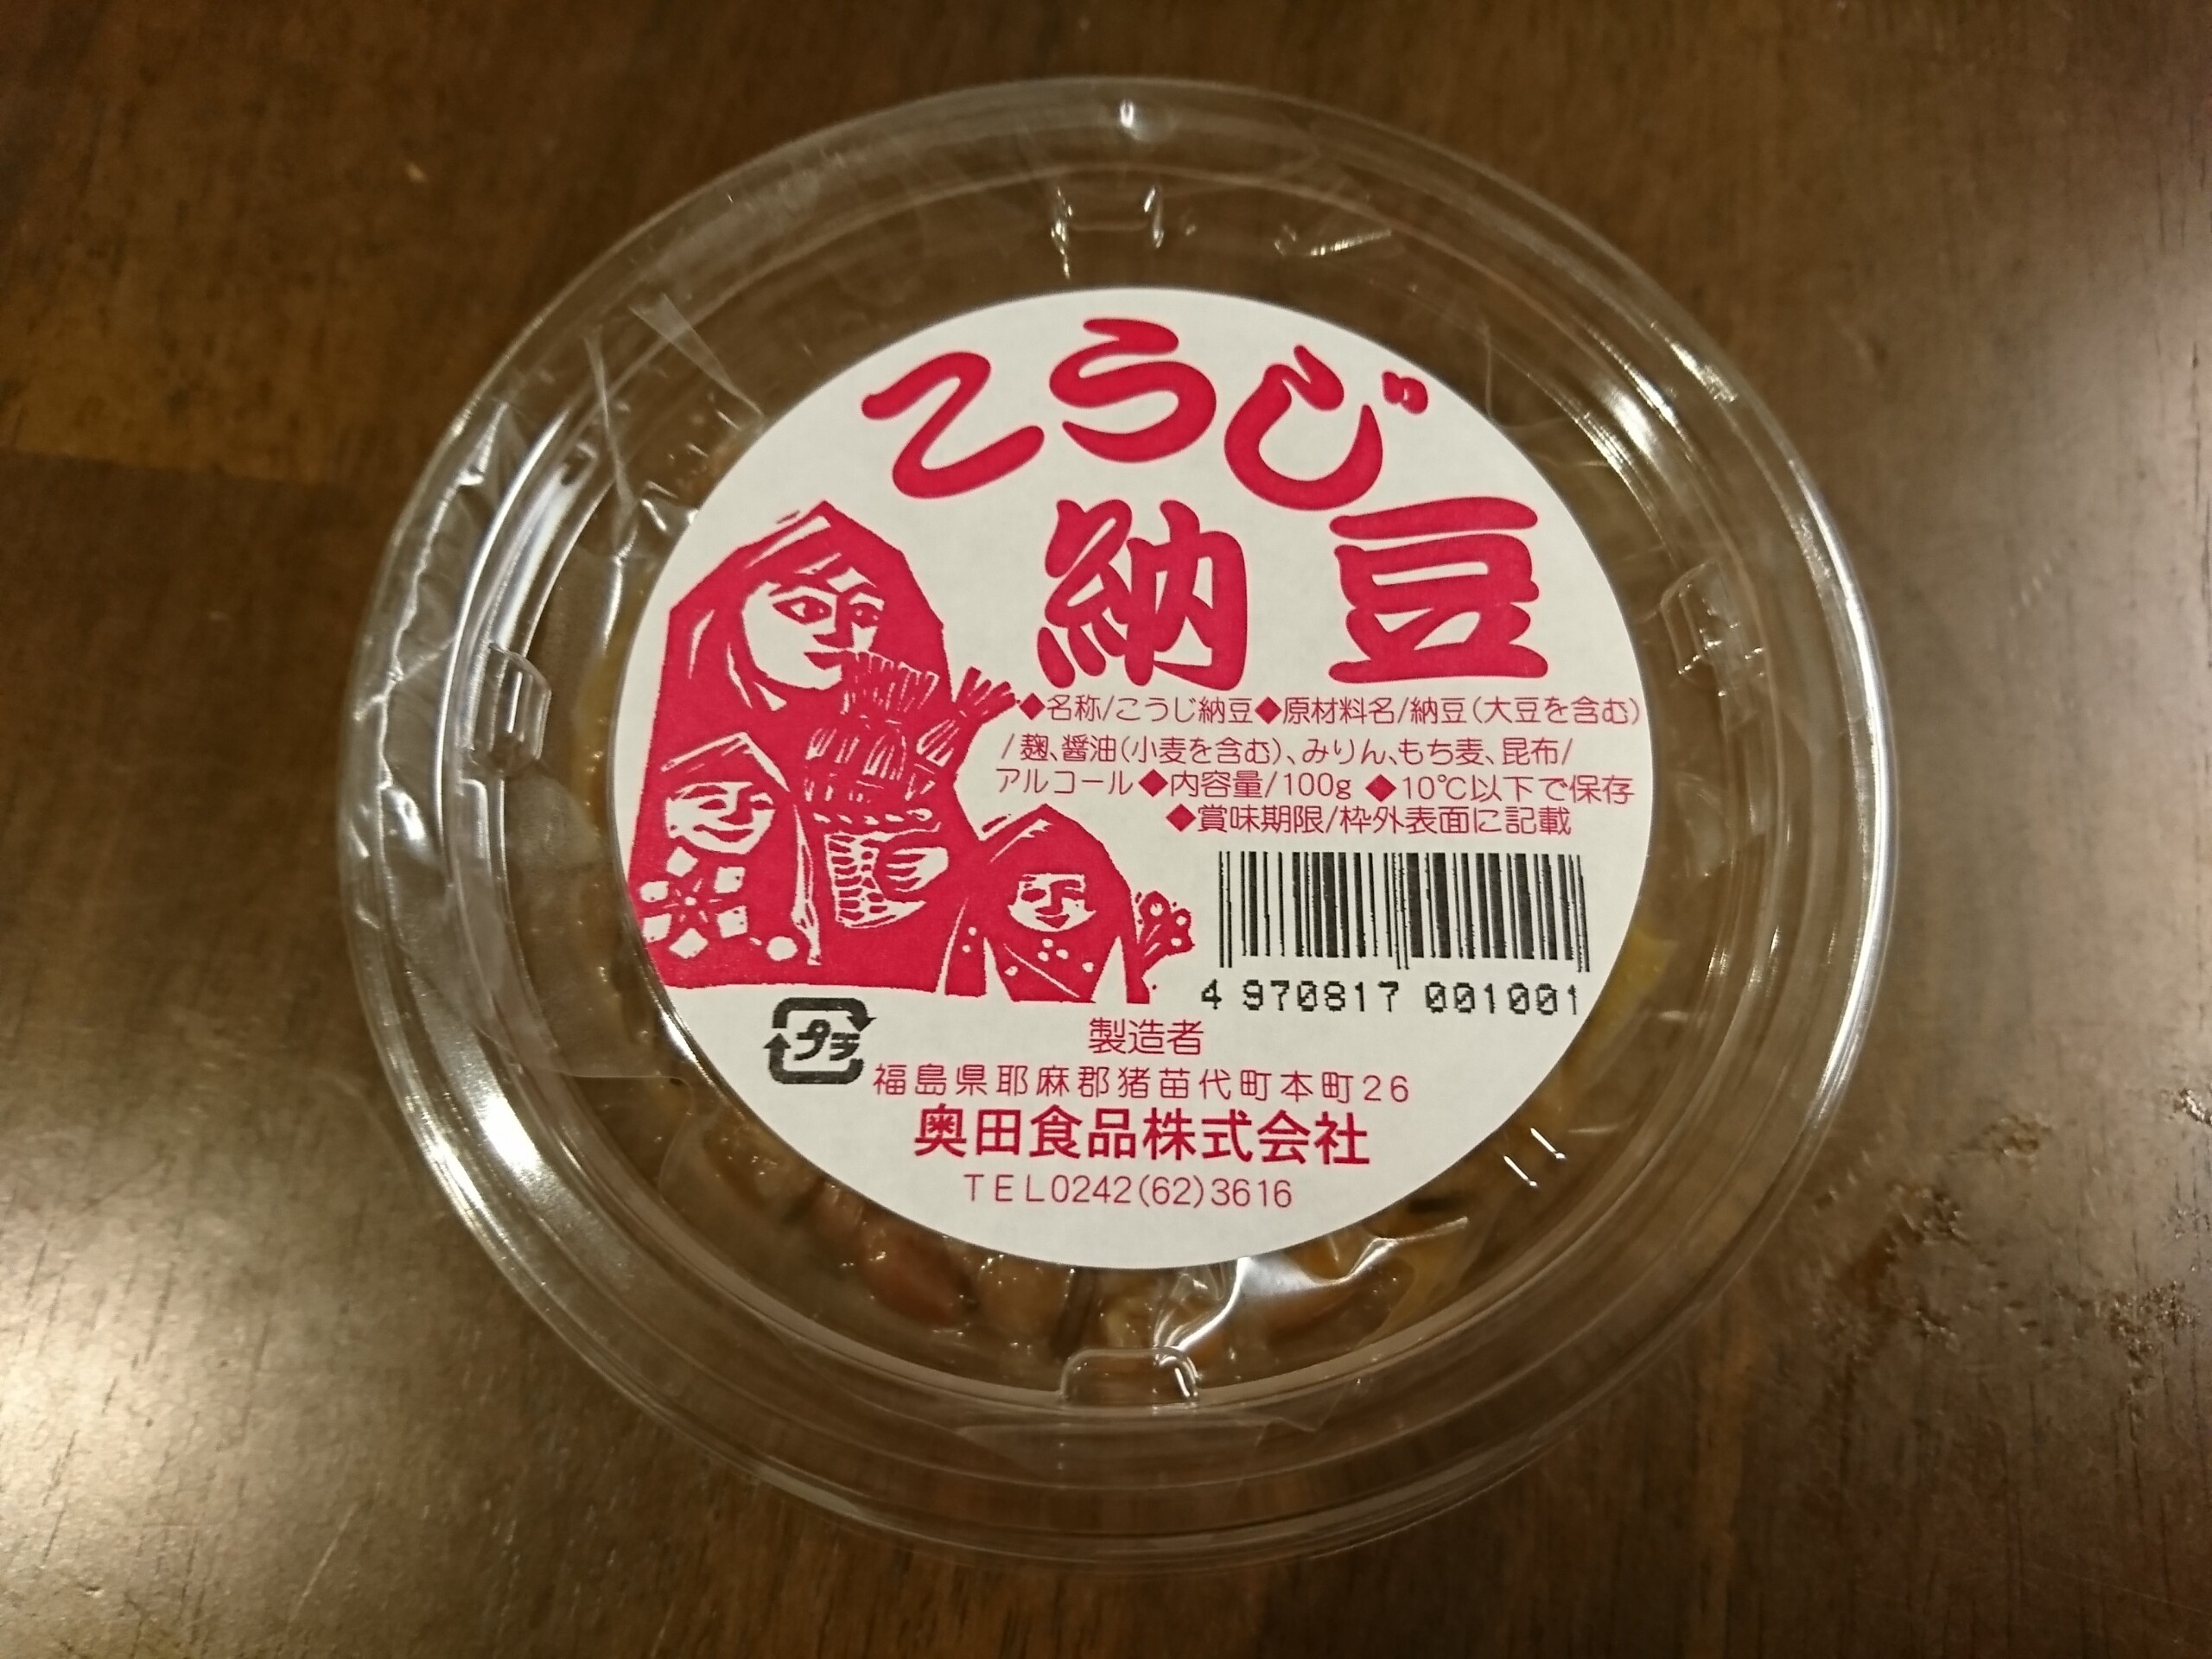 こうじ
納豆
◆名称/こうじ納豆◆原材料名/納豆(大豆を含む)
/麹、醤油(小麦を含む)、みりん、もち麦、昆布/
アルコール◆内容量/100g ◆10℃以下で保存
◆賞味期限/枠外表面に記載
4 970817 001001
プラ
製造者
福島県耶麻郡猪苗代町本町26
奥田食品株式会社
TEL0242(62)3616